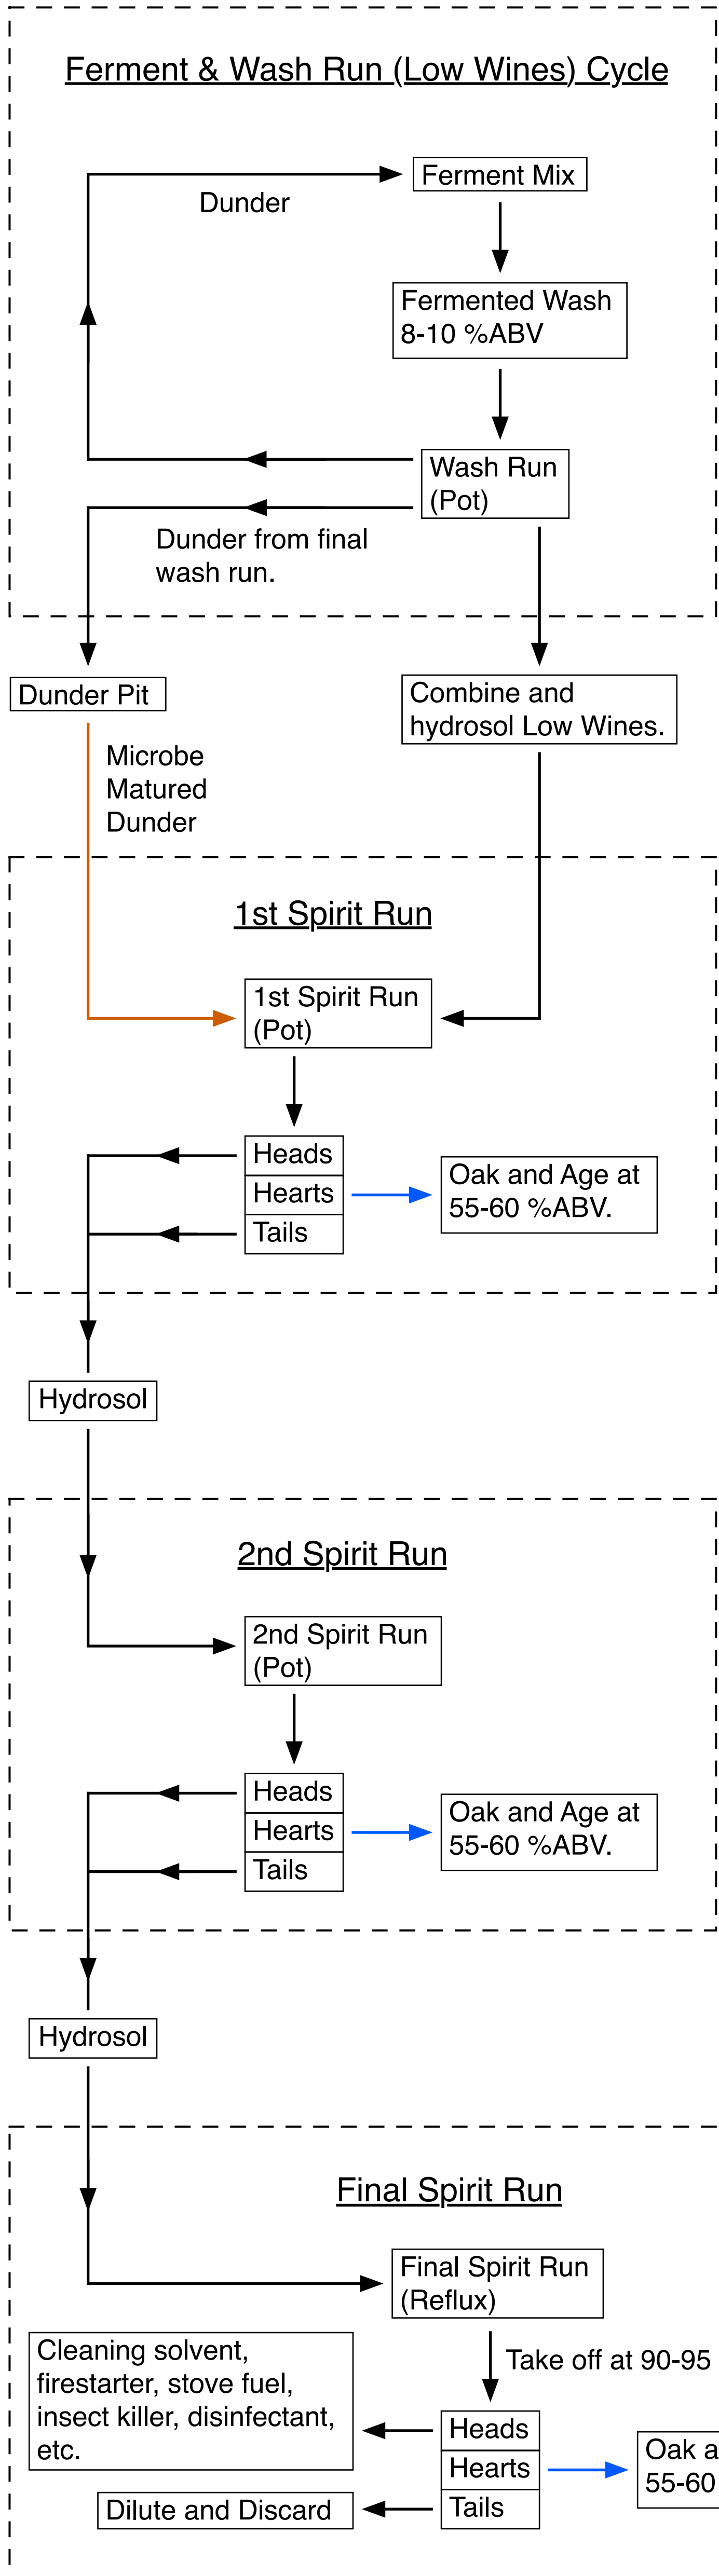 Ferment & Wash Run (Low Wines) Cycle
Ferment Mix
Dunder
Fermented Wash
8-10 %ABV
Wash Run
(Pot)
Dunder from final
wash run.
Dunder Pit
Combine and
hydrosol Low Wines.
Microbe
Matured
Dunder
1st Spirit Run
1st Spirit Run
(Pot)
Heads
Hearts
Tails
Oak and Age at
55-60 %ABV.
Hydrosol
2nd Spirit Run
2nd Spirit Run
(Pot)
Heads
Hearts
Tails
Oak and Age at
55-60 %ABV.
Hydrosol
Final Spirit Run
Final Spirit Run
(Reflux)
Take off at 90-95
Cleaning solvent,
firestarter, stove fuel,
insect killer, disinfectant,
etc.
Heads
Hearts
Tails
Oak a
55-60
Dilute and Discard